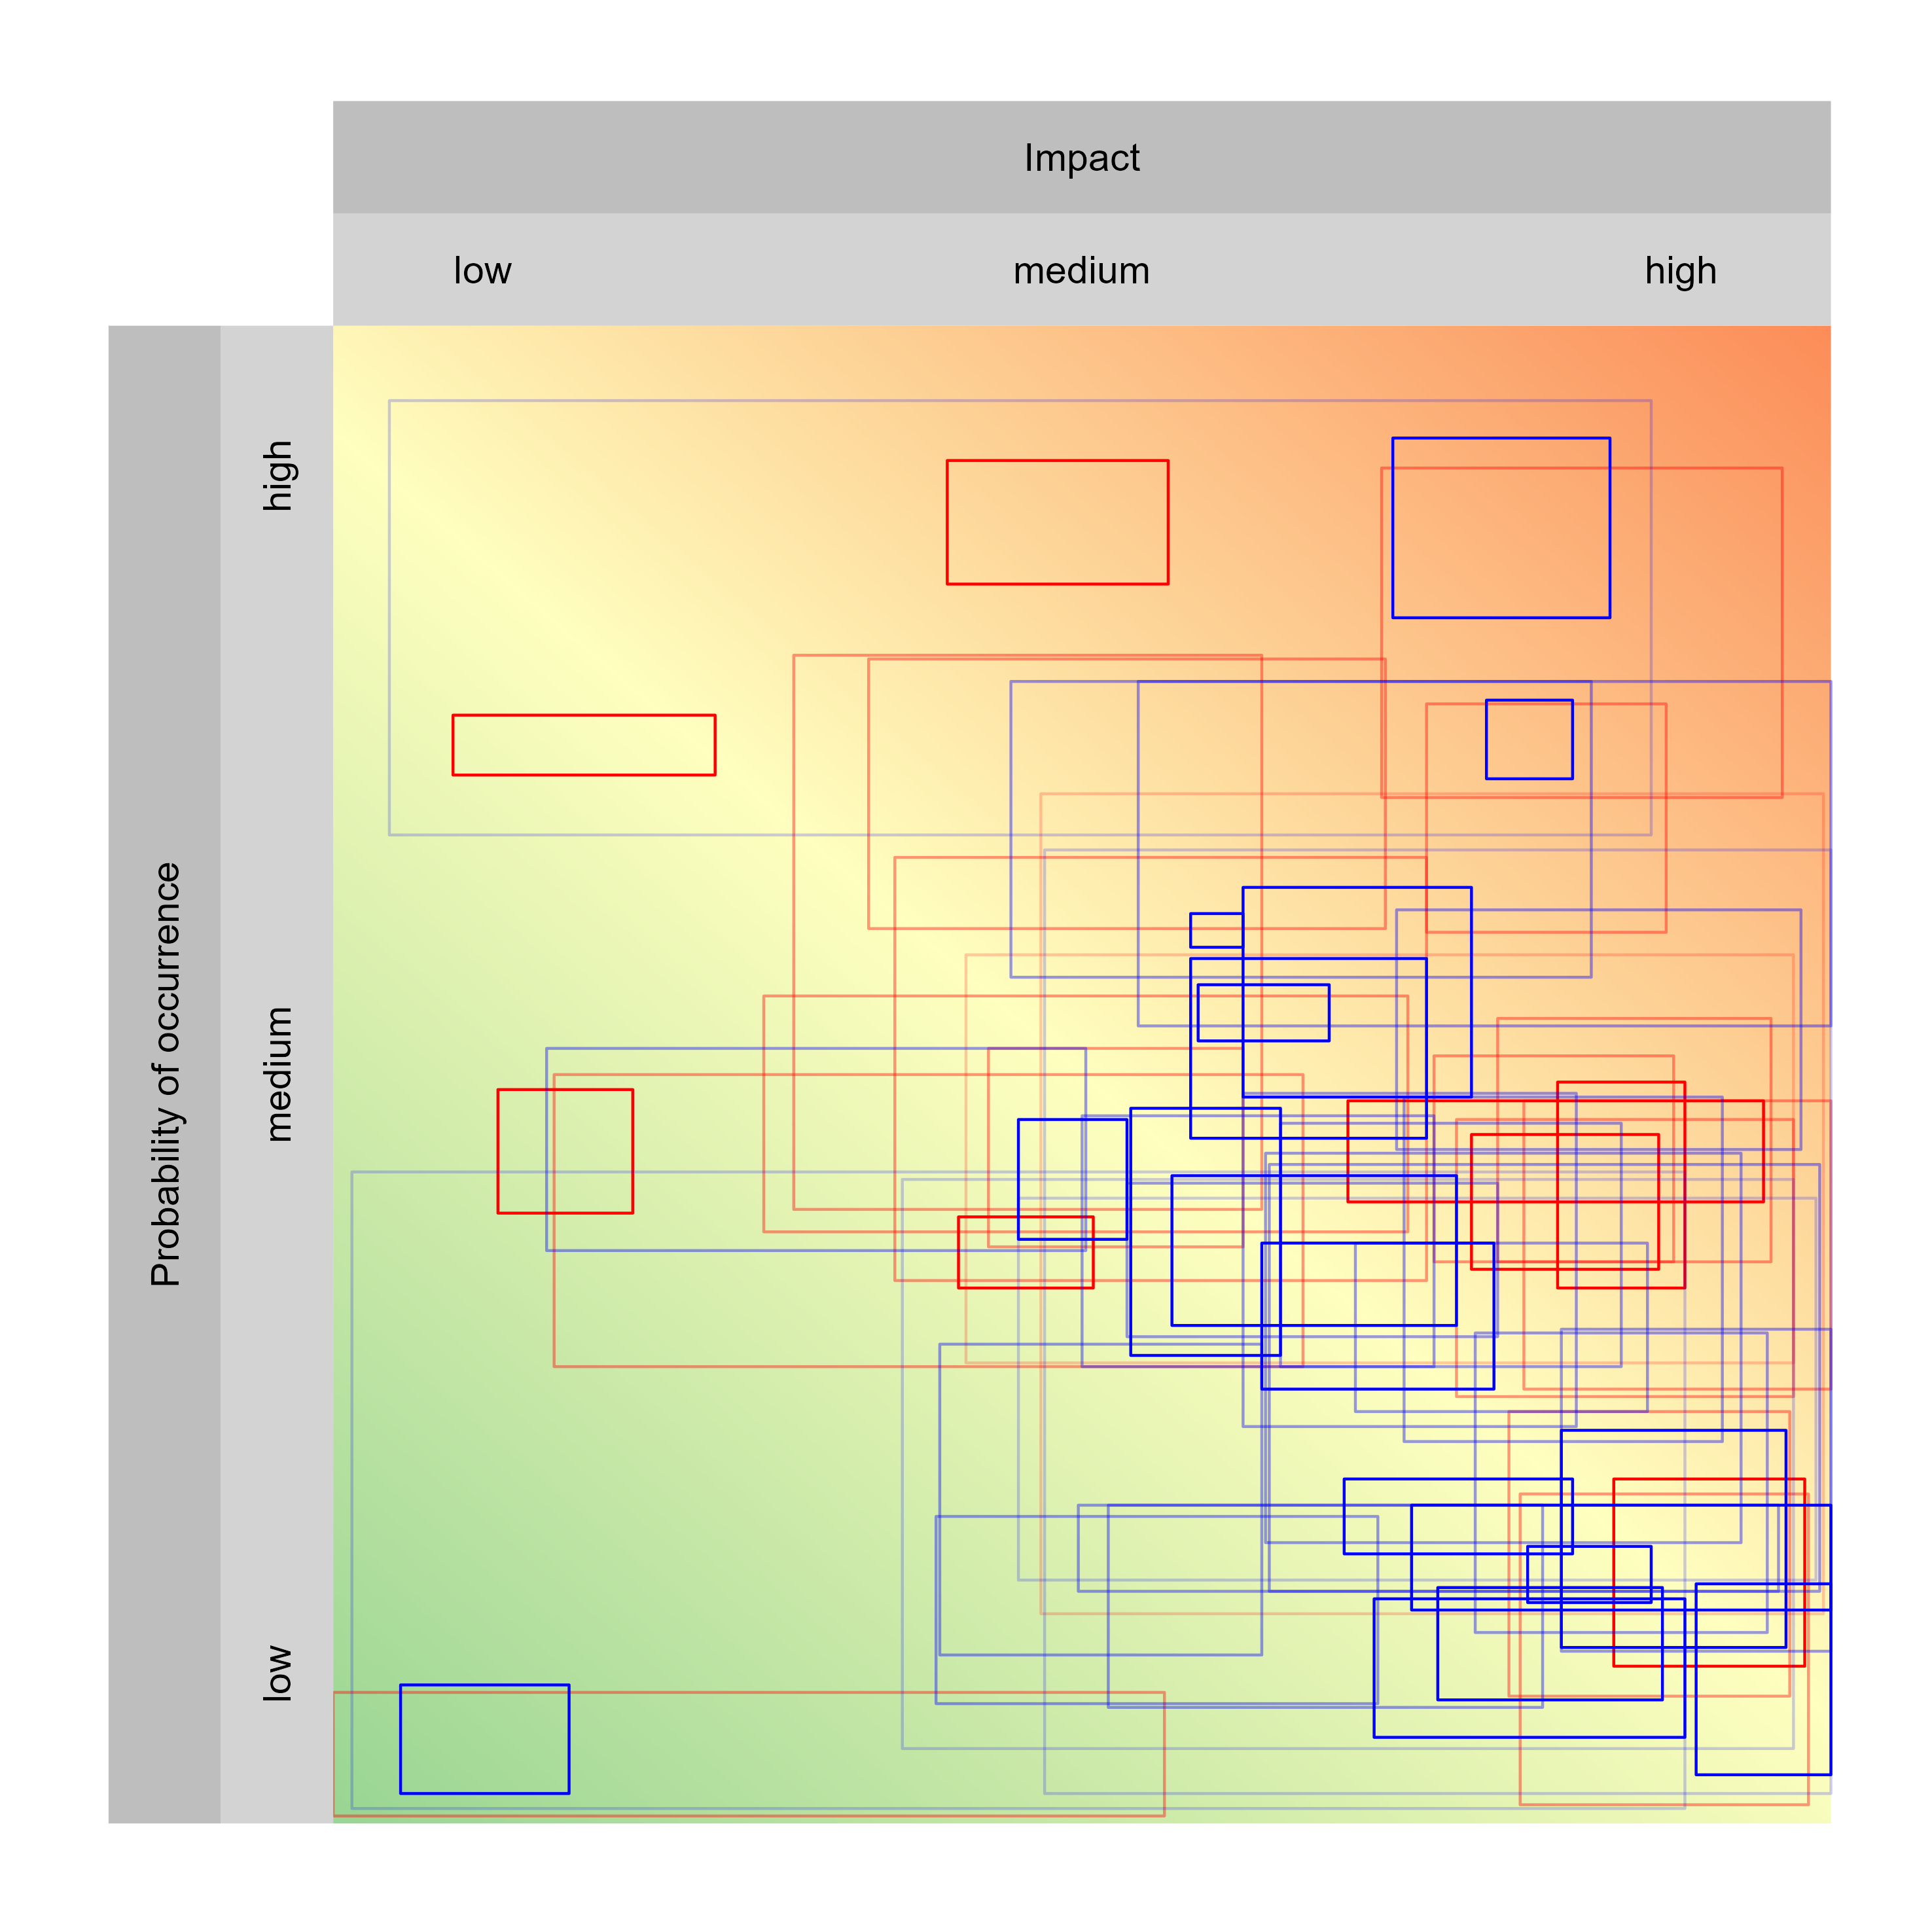 Impact
low medium high
high
medium
low
Probability of occurrence